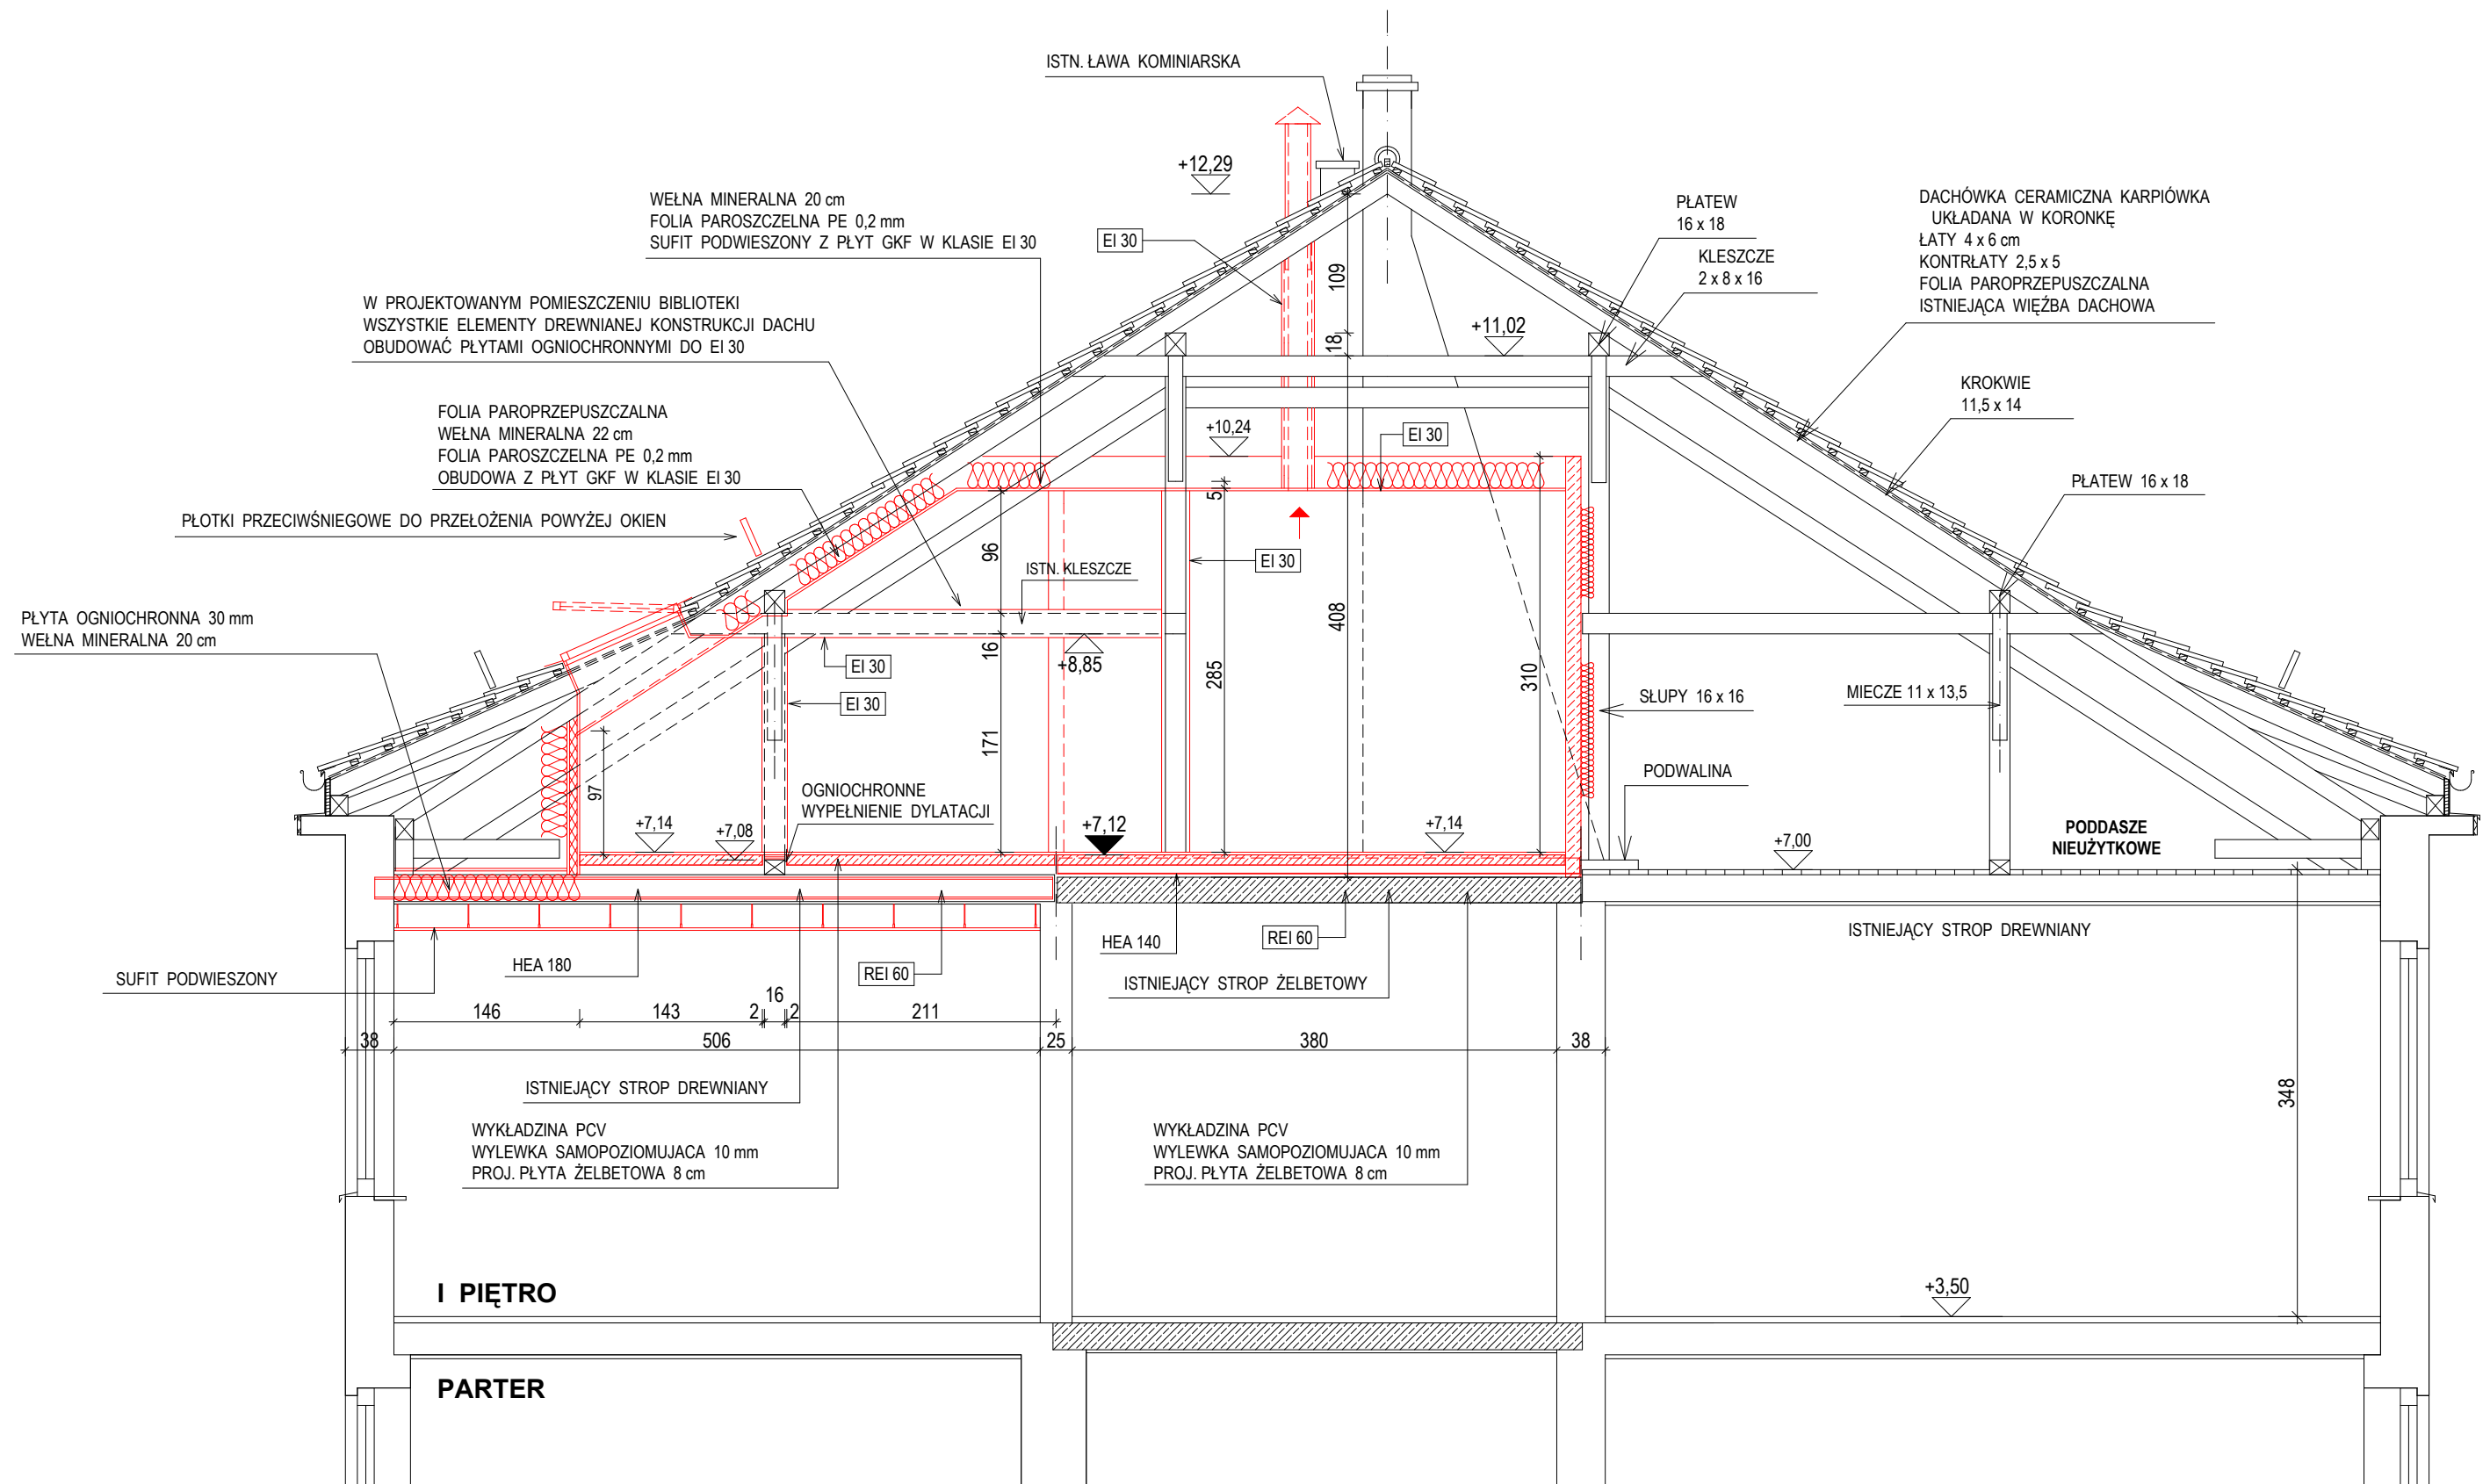 ISTN. ŁAWA KOMINIARSKA
+12,29
WEŁNA MINERALNA 20 cm
FOLIA PAROSZCZELNA PE 0,2 mm
SUFIT PODWIESZONY Z PŁYT GKF W KLASIE EI 30
EI 30
PŁATEW
16 x 18
KLESZCZE
2 x 8 x 16
DACHÓWKA CERAMICZNA KARPIÓWKA
UKŁADANA W KORONKĘ
ŁATY 4 x 6 cm
KONTRŁATY 2,5 x 5
FOLIA PAROPRZEPUSZCZALNA
ISTNIEJĄCA WIĘŹBA DACHOWA
109
18
+11,02
W PROJEKTOWANYM POMIESZCZENIU BIBLIOTEKI
WSZYSTKIE ELEMENTY DREWNIANEJ KONSTRUKCJI DACHU
OBUDOWAĆ PŁYTAMI OGNIOCHRONNYMI DO EI 30
KROKWIE
11,5 x 14
FOLIA PAROPRZEPUSZCZALNA
WEŁNA MINERALNA 22 cm
FOLIA PAROSZCZELNA PE 0,2 mm
OBUDOWA Z PŁYT GKF W KLASIE EI 30
+10,24
EI 30
PŁATEW 16 x 18
PŁOTKI PRZECIWŚNIEGOWE DO PRZEŁOŻENIA POWYŻEJ OKIEN
5
96
ISTN. KLESZCZE
EI 30
PŁYTA OGNIOCHRONNA 30 mm
WEŁNA MINERALNA 20 cm
408
16
+8,85
EI 30
285
310
EI 30
SŁUPY 16 x 16
MIECZE 11 x 13,5
171
97
OGNIOCHRONNE
WYPEŁNIENIE DYLATACJI
PODWALINA
+7,14
+7,08
+7,12
+7,14
+7,00
PODDASZE
NIEUŻYTKOWE
SUFIT PODWIESZONY
HEA 180
REI 60
HEA 140
REI 60
ISTNIEJĄCY STROP ŻELBETOWY
ISTNIEJĄCY STROP DREWNIANY
146
143
2
16
2
211
38
506
25
380
38
348
ISTNIEJĄCY STROP DREWNIANY
WYKŁADZINA PCV
WYLEWKA SAMOPOZIOMUJACA 10 mm
PROJ. PŁYTA ŻELBETOWA 8 cm
WYKŁADZINA PCV
WYLEWKA SAMOPOZIOMUJACA 10 mm
PROJ. PŁYTA ŻELBETOWA 8 cm
I PIĘTRO
+3,50
PARTER